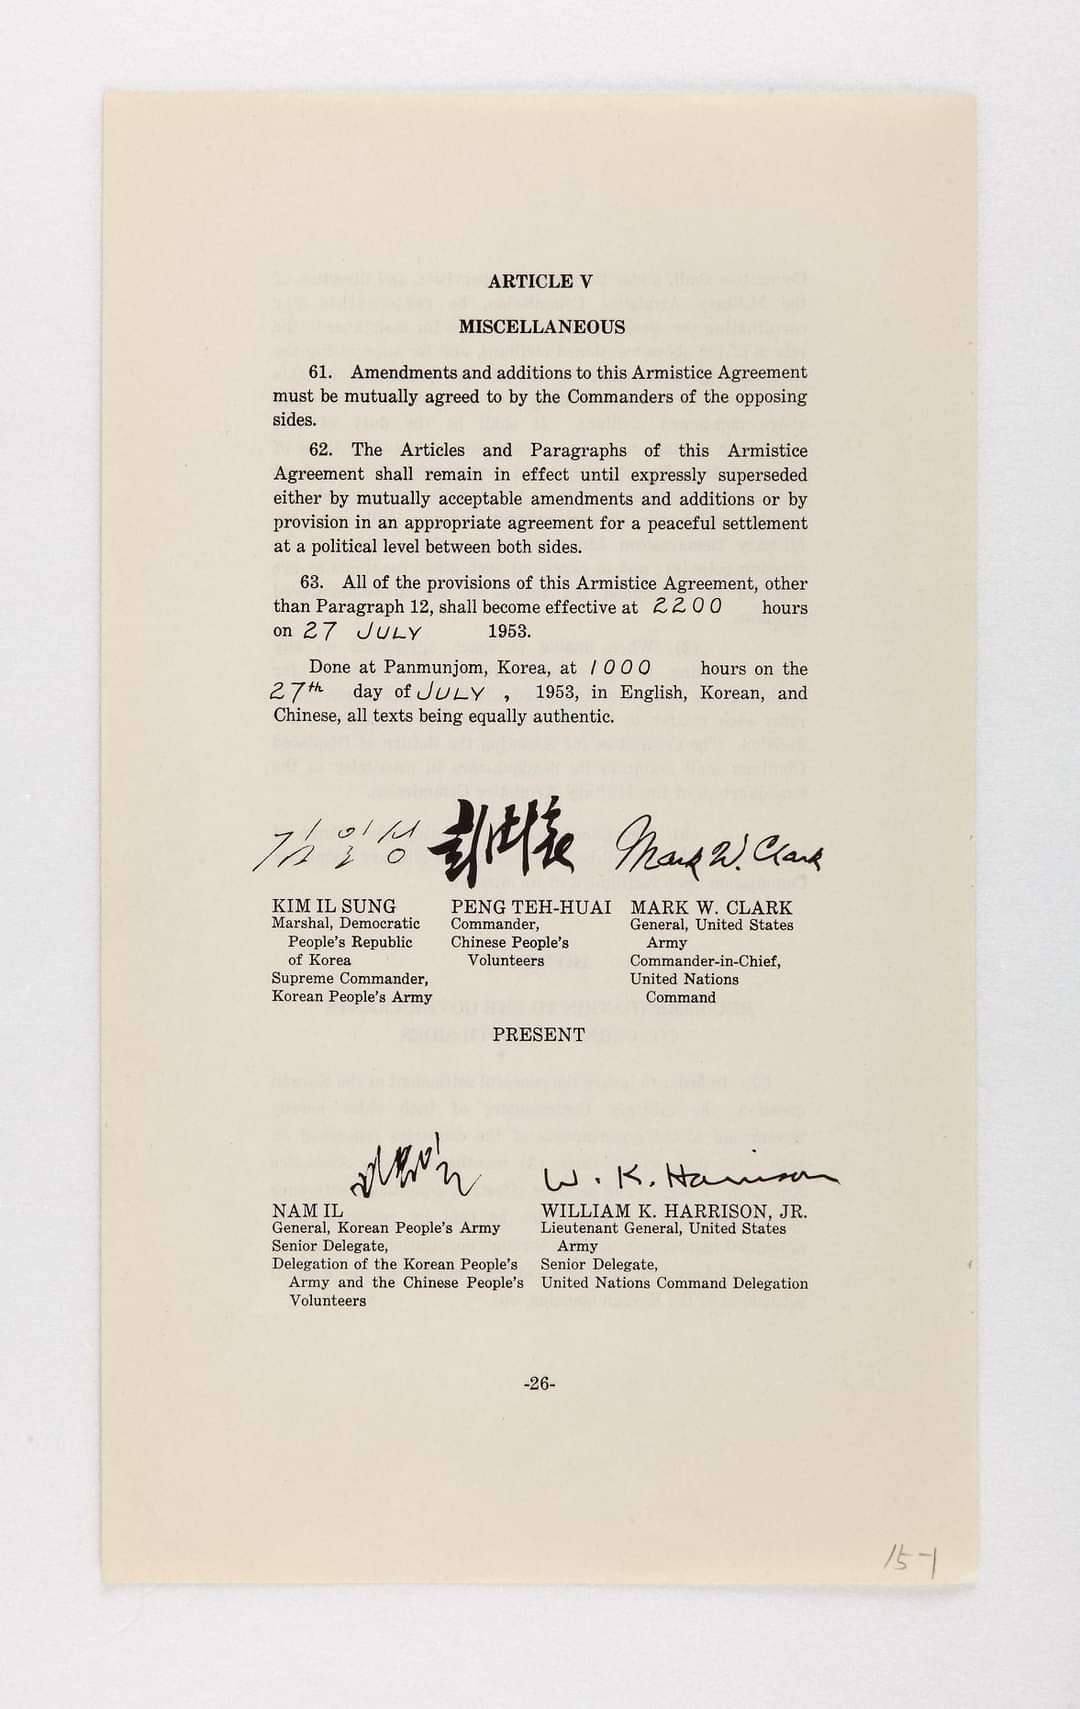 ARTICLE V
MISCELLANEOUS
61. Amendments and additions to this Armistice Agreement
must be mutually agreed to by the Commanders of the opposing
sides.
62. The Articles and Paragraphs of this Armistice
Agreement shall remain in effect until expressly superseded
either by mutually acceptable amendments and additions or by
provision in an appropriate agreement for a peaceful settlement
at a political level between both sides.
63. All of the provisions of this Armistice Agreement, other
than Paragraph 12, shall become effective at 2200 hours
on 27 JULY 1953.
Done at Panmunjom, Korea, at 1000 hours on the
27th day of JULY , 1953, in English, Korean, and
Chinese, all texts being equally authentic.
김일성 彭德懷 Mark W. Clark
KIM IL SUNG
Marshal, Democratic
People's Republic
of Korea
Supreme Commander,
Korean People's Army
PENG TEH-HUAI
Commander,
Chinese People's
Volunteers
MARK W. CLARK
General, United States
Army
Commander-in-Chief,
United Nations
Command
PRESENT
W. K. Harrison
NAM IL
General, Korean People's Army
Senior Delegate,
Delegation of the Korean People's
Army and the Chinese People's
Volunteers
WILLIAM K. HARRISON, JR.
Lieutenant General, United States
Army
Senior Delegate,
United Nations Command Delegation
-26-
15-1